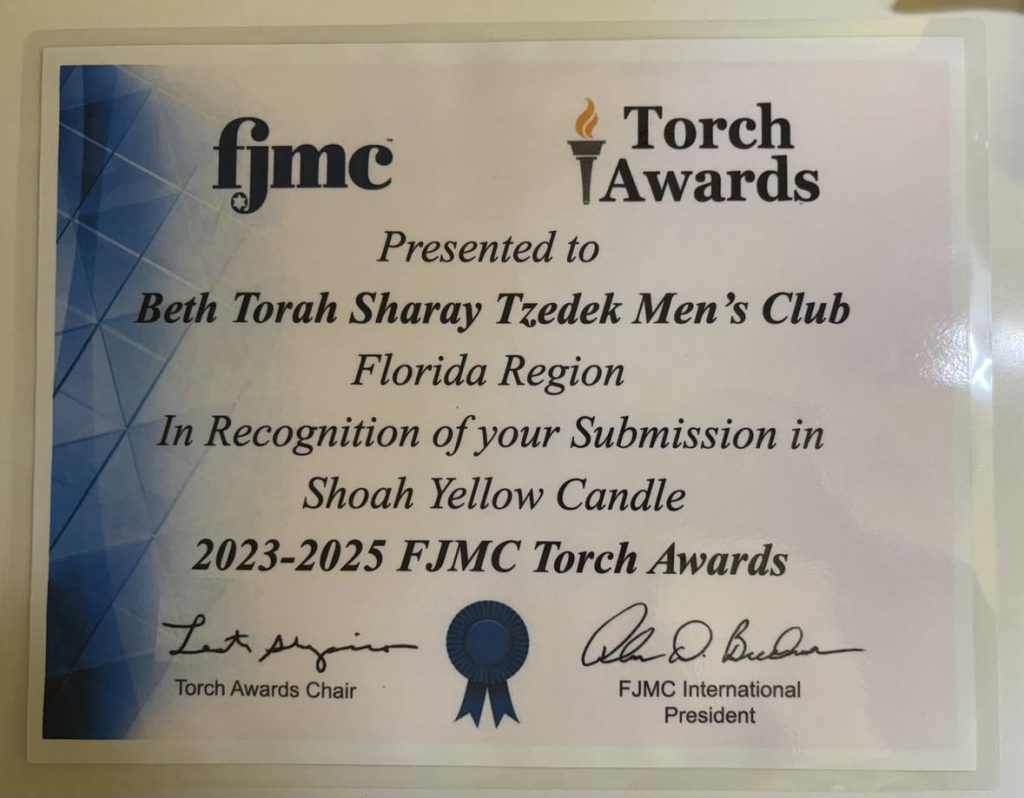 fjmc™
Torch
Awards
Presented to
Beth Torah Sharay Tzedek Men's Club
Florida Region
In Recognition of your Submission in
Shoah Yellow Candle
2023-2025 FJMC Torch Awards
Torch Awards Chair
FJMC International
President